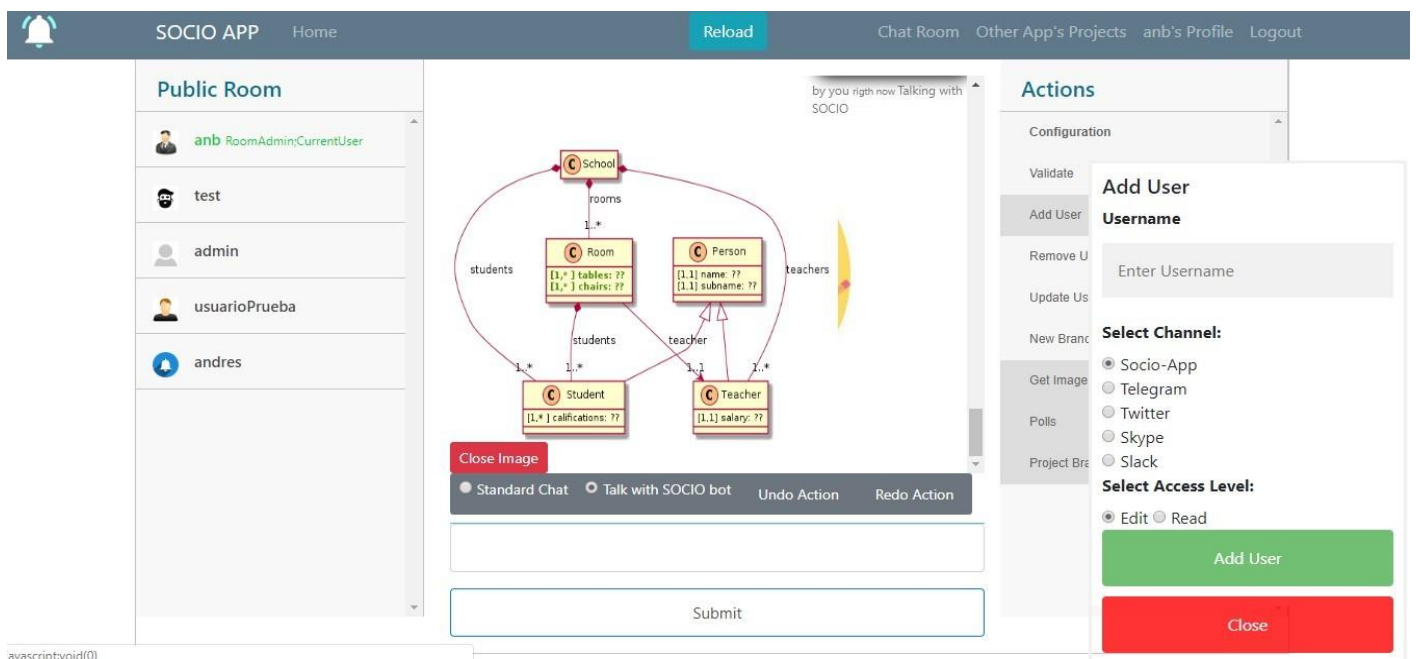 SOCIO APP Home Reload Chat Room Other App's Projects anb's Profile Logout
Public Room
anb RoomAdmin;CurrentUser
test
admin
usuarioPrueba
andres
by you rigth now Talking with
SOCIO
C School
rooms
1..*
C Room
[1,* ] tables: ??
[1,* ] chairs: ??
C Person
[1,1] name: ??
[1,1] subname: ??
students
teachers
students
teacher
1..*
1..*
1..1
1..*
C Student
[1,* ] califications: ??
C Teacher
[1,1] salary: ??
Close Image
Standard Chat Talk with SOCIO bot Undo Action Redo Action
Submit
Actions
Configuration
Validate
Add User
Remove U
Update Us
New Branc
Get Image
Polls
Project Bra
Add User
Username
Enter Username
Select Channel:
Socio-App
Telegram
Twitter
Skype
Slack
Select Access Level:
Edit Read
Add User
Close
avascript:void(0)